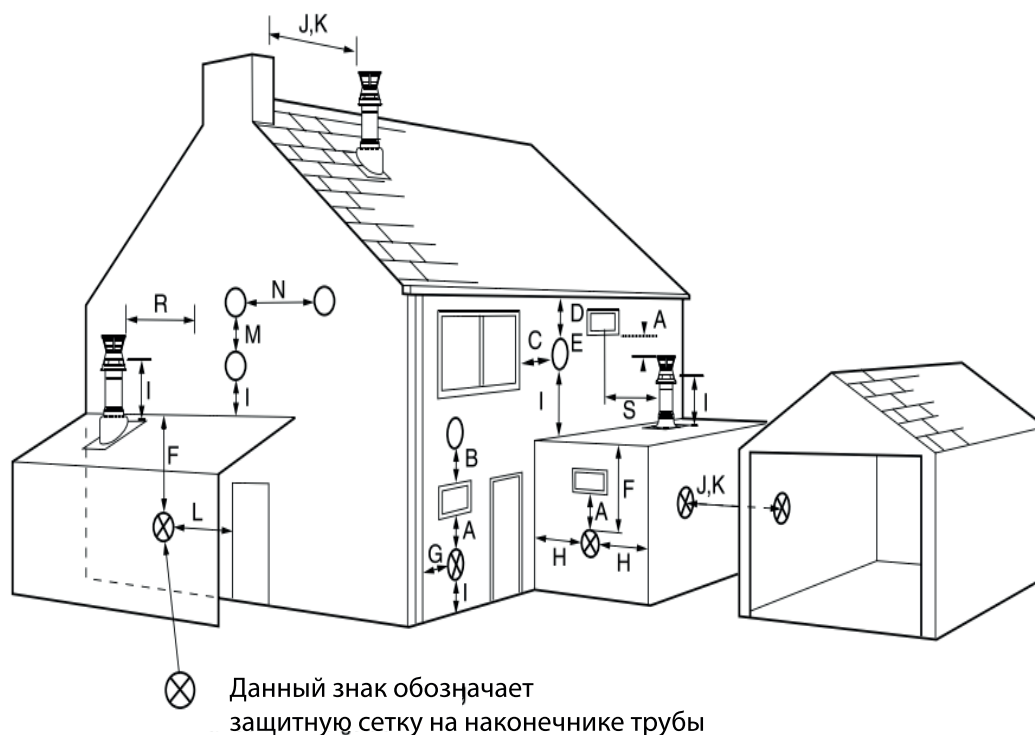 J,K
R
N
M
I
I
F
L
D
E
C
A
I
S
I
B
A
G
I
A
F
H
H
J,K
Данный знак обозначает
защитную сетку на наконечнике трубы